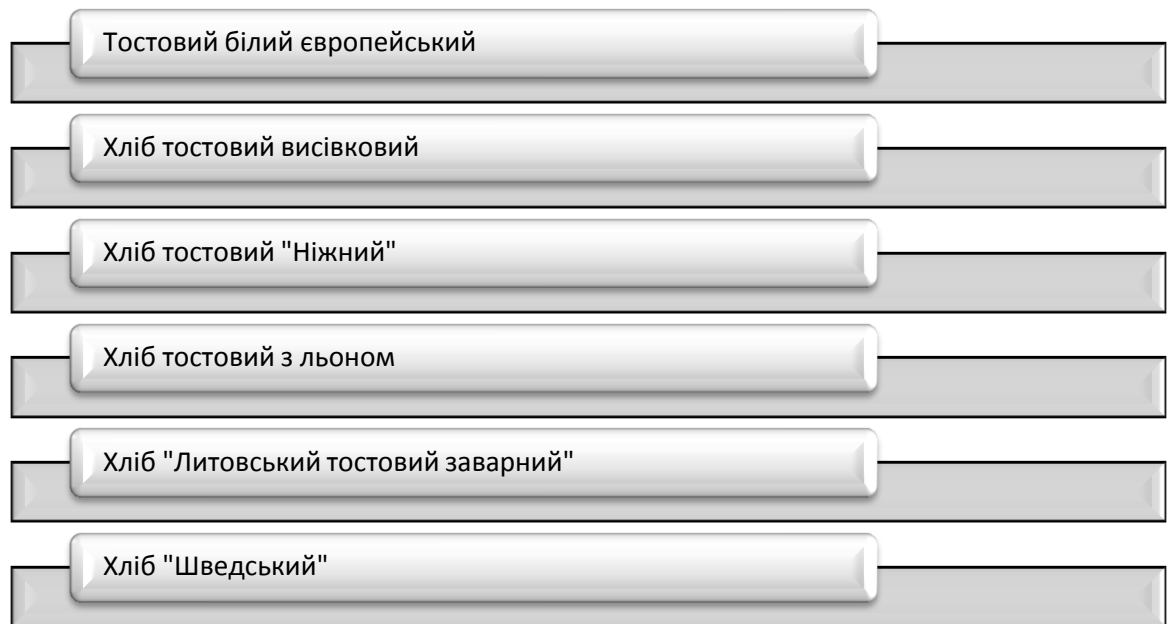 Тостовий білий європейський
Хліб тостовий висівковий
Хліб тостовий "Ніжний"
Хліб тостовий з льоном
Хліб "Литовський тостовий заварний"
Хліб "Шведський"